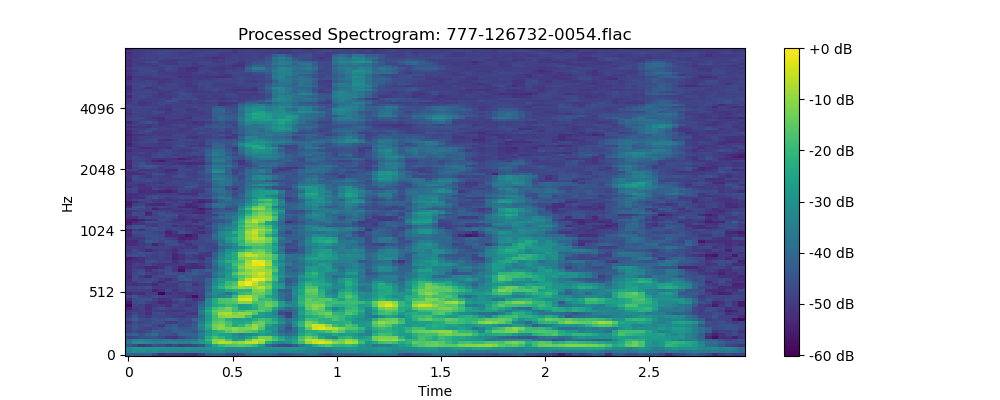 Processed Spectrogram: 777-126732-0054.flac
Hz
4096
2048
1024
512
0
0 0.5 1 1.5 2 2.5
Time
+0 dB
-10 dB
-20 dB
-30 dB
-40 dB
-50 dB
-60 dB